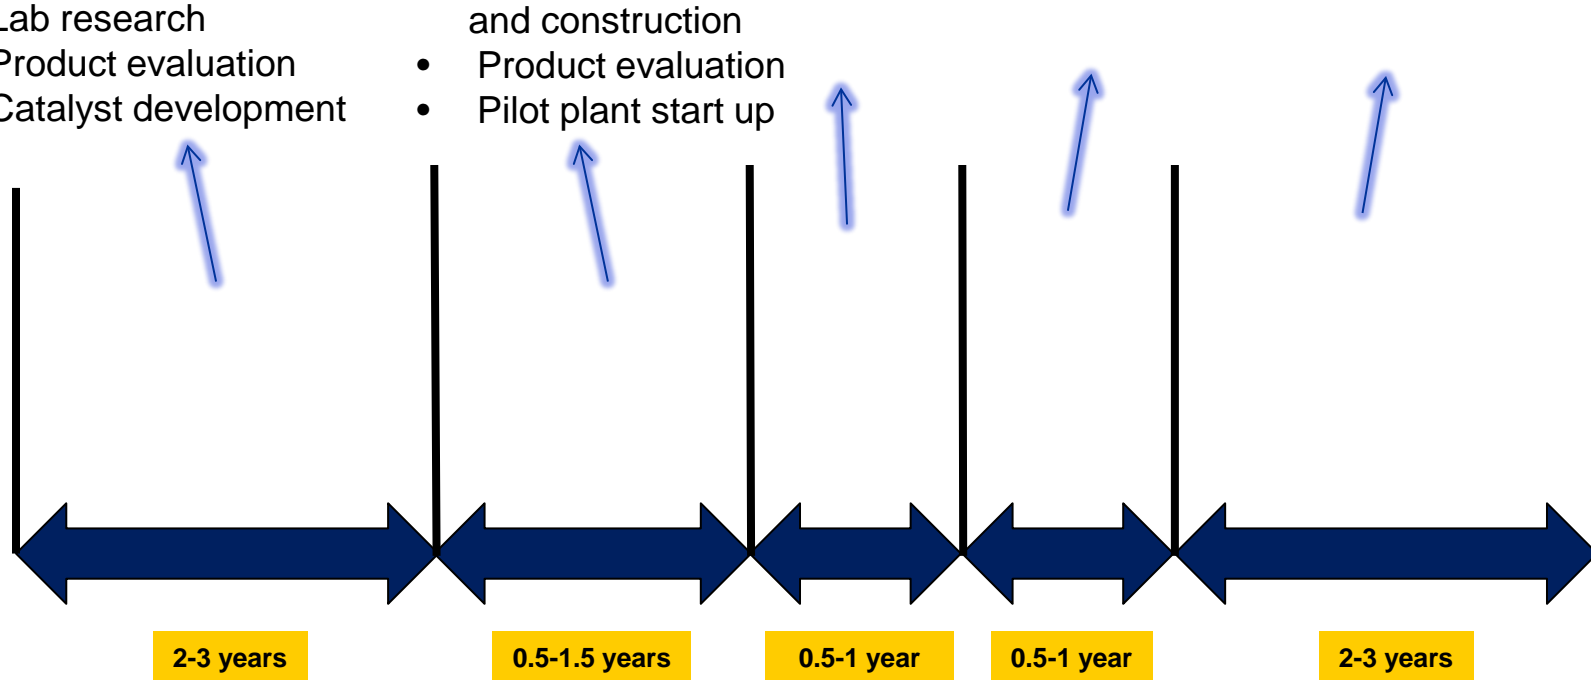 Lab research
Product evaluation
Catalyst development
and construction
• Product evaluation
• Pilot plant start up
2-3 years
0.5-1.5 years
0.5-1 year
0.5-1 year
2-3 years